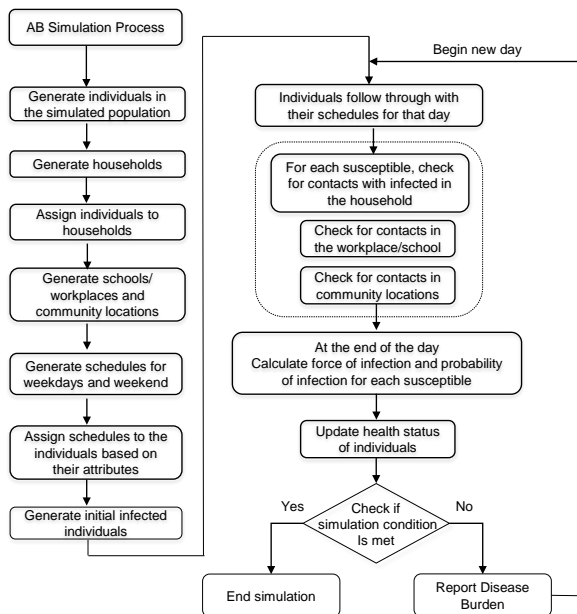 AB Simulation Process
Generate individuals in
the simulated population
Generate households
Assign individuals to
households
Generate schools/
workplaces and
community locations
Generate schedules for
weekdays and weekend
Assign schedules to the
individuals based on
their attributes
Generate initial infected
individuals
Begin new day
Individuals follow through with
their schedules for that day
For each susceptible, check
for contacts with infected in
the household
Check for contacts in
the workplace/school
Check for contacts in
community locations
At the end of the day
Calculate force of infection and probability
of infection for each susceptible
Update health status
of individuals
Check if
simulation condition
Is met
Yes
No
End simulation
Report Disease
Burden